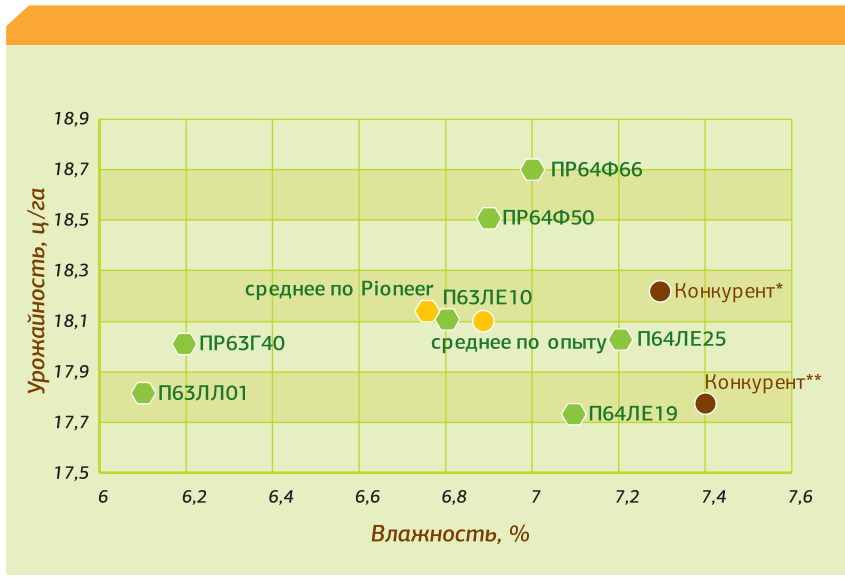 18,9
18,7
18,5
18,3
18,1
17,9
17,7
17,5
Урожайность, ц/га
ПР64Ф66
ПР64Ф50
среднее по Pioneer
П63ЛЕ10
Конкурент*
ПР63Г40
среднее по опыту
П64ЛЕ25
П63ЛЛ01
Конкурент**
П64ЛЕ19
6 6,2 6,4 6,6 6,8 7 7,2 7,4 7,6
Влажность, %